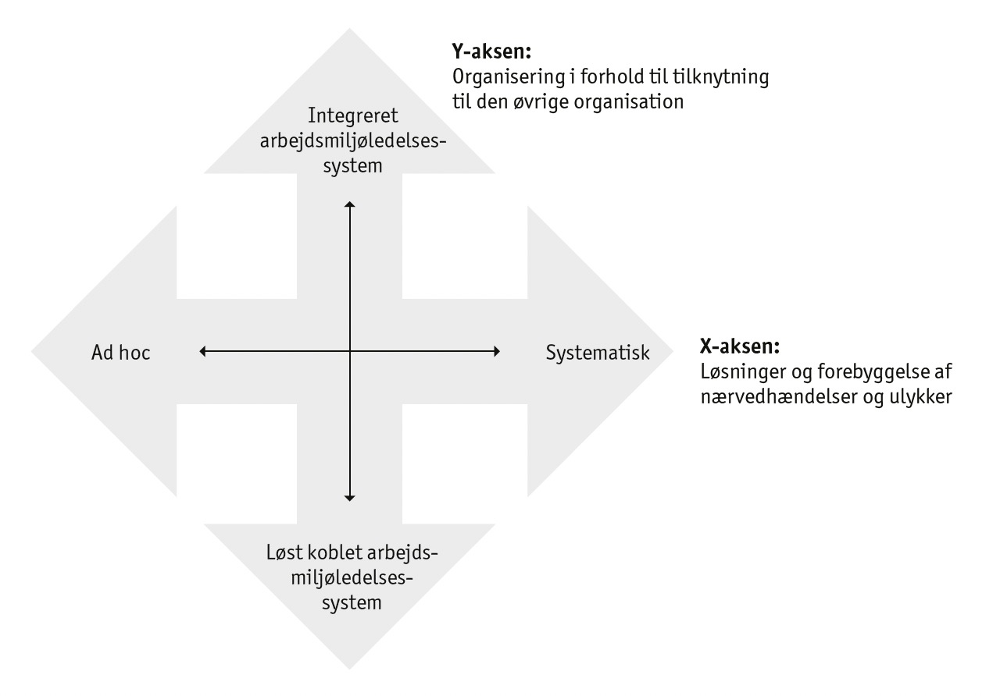 Y-aksen:
Organisering i forhold til tilknytning
til den øvrige organisation
Integreret
arbejdsmiljøledelses-
system
Ad hoc
Systematisk
X-aksen:
Løsninger og forebyggelse af
nærvedhændelser og ulykker
Løst koblet arbejds-
miljøledelses-
system